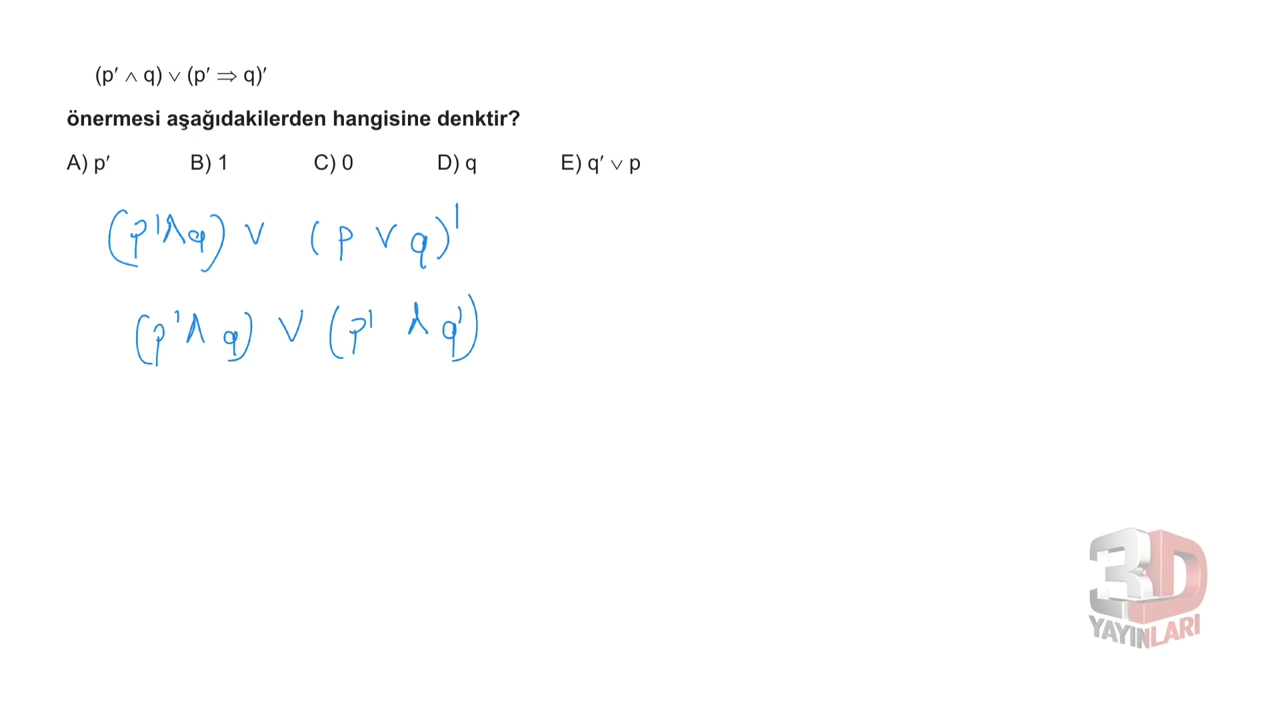 (p′ ∧ q) ∨ (p′ ⇒ q)′
önermesi aşağıdakilerden hangisine denktir?
A) p′ B) 1 C) 0 D) q E) q′ ∨ p
(p'∧q) ∨ (p ∨ q)'
(p'∧ q) ∨ (p' ∧ q')
3D
YAYINLARI